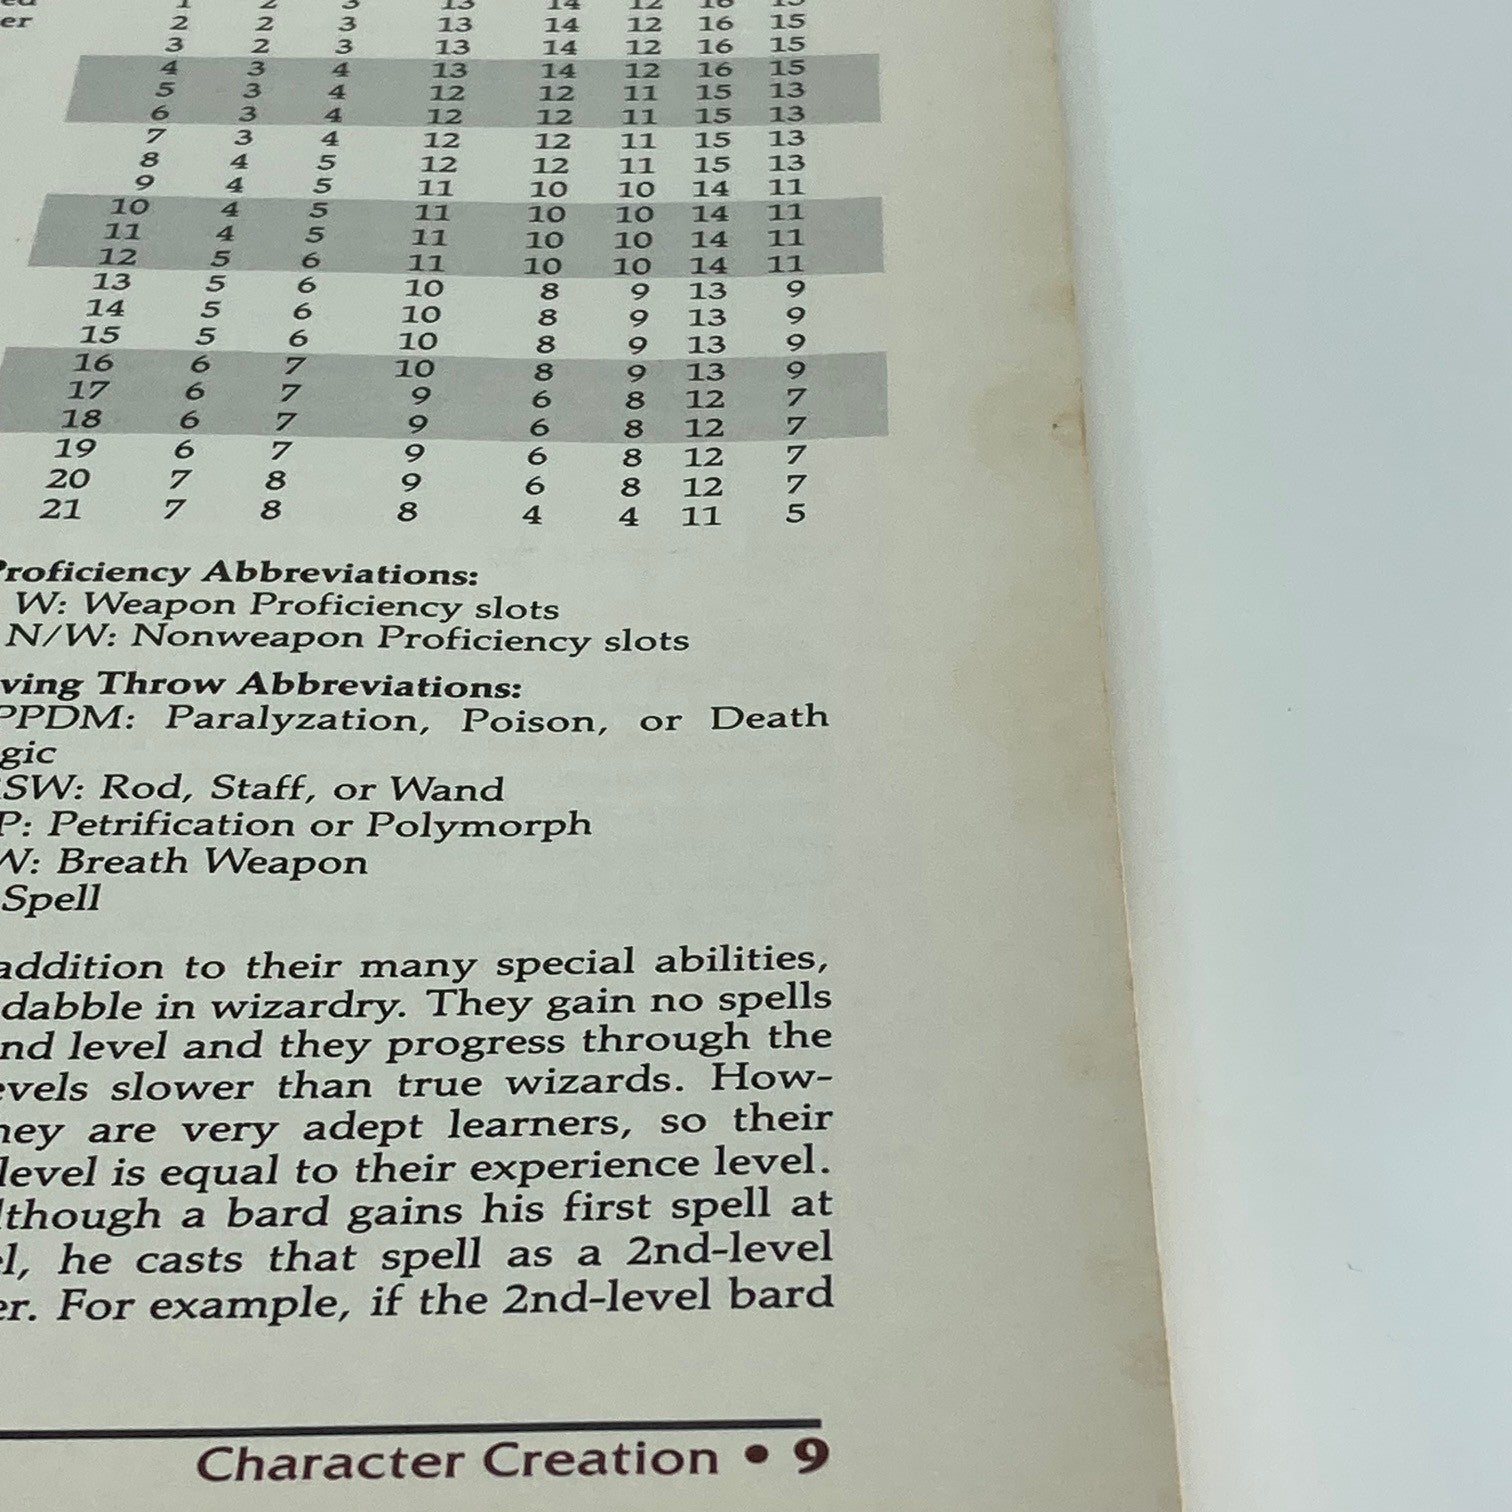 er 2 2 3 13 14 12 16 15
3 2 3 13 14 12 16 15
4 3 4 13 14 12 16 15
5 3 4 12 12 11 15 13
6 3 4 12 12 11 15 13
7 3 4 12 12 11 15 13
8 4 5 12 12 11 15 13
9 4 5 11 10 10 14 11
10 4 5 11 10 10 14 11
11 4 5 11 10 10 14 11
12 5 6 11 10 10 14 11
13 5 6 10 8 9 13 9
14 5 6 10 8 9 13 9
15 5 6 10 8 9 13 9
16 6 7 10 8 9 13 9
17 6 7 9 6 8 12 7
18 6 7 9 6 8 12 7
19 6 7 9 6 8 12 7
20 7 8 9 6 8 12 7
21 7 8 8 4 4 11 5
Proficiency Abbreviations:
W: Weapon Proficiency slots
N/W: Nonweapon Proficiency slots
ving Throw Abbreviations:
PPDM: Paralyzation, Poison, or Death
gic
SW: Rod, Staff, or Wand
P: Petrification or Polymorph
W: Breath Weapon
Spell
addition to their many special abilities,
dabble in wizardry. They gain no spells
nd level and they progress through the
evels slower than true wizards. How-
hey are very adept learners, so their
level is equal to their experience level.
lthough a bard gains his first spell at
el, he casts that spell as a 2nd-level
er. For example, if the 2nd-level bard
Character Creation • 9